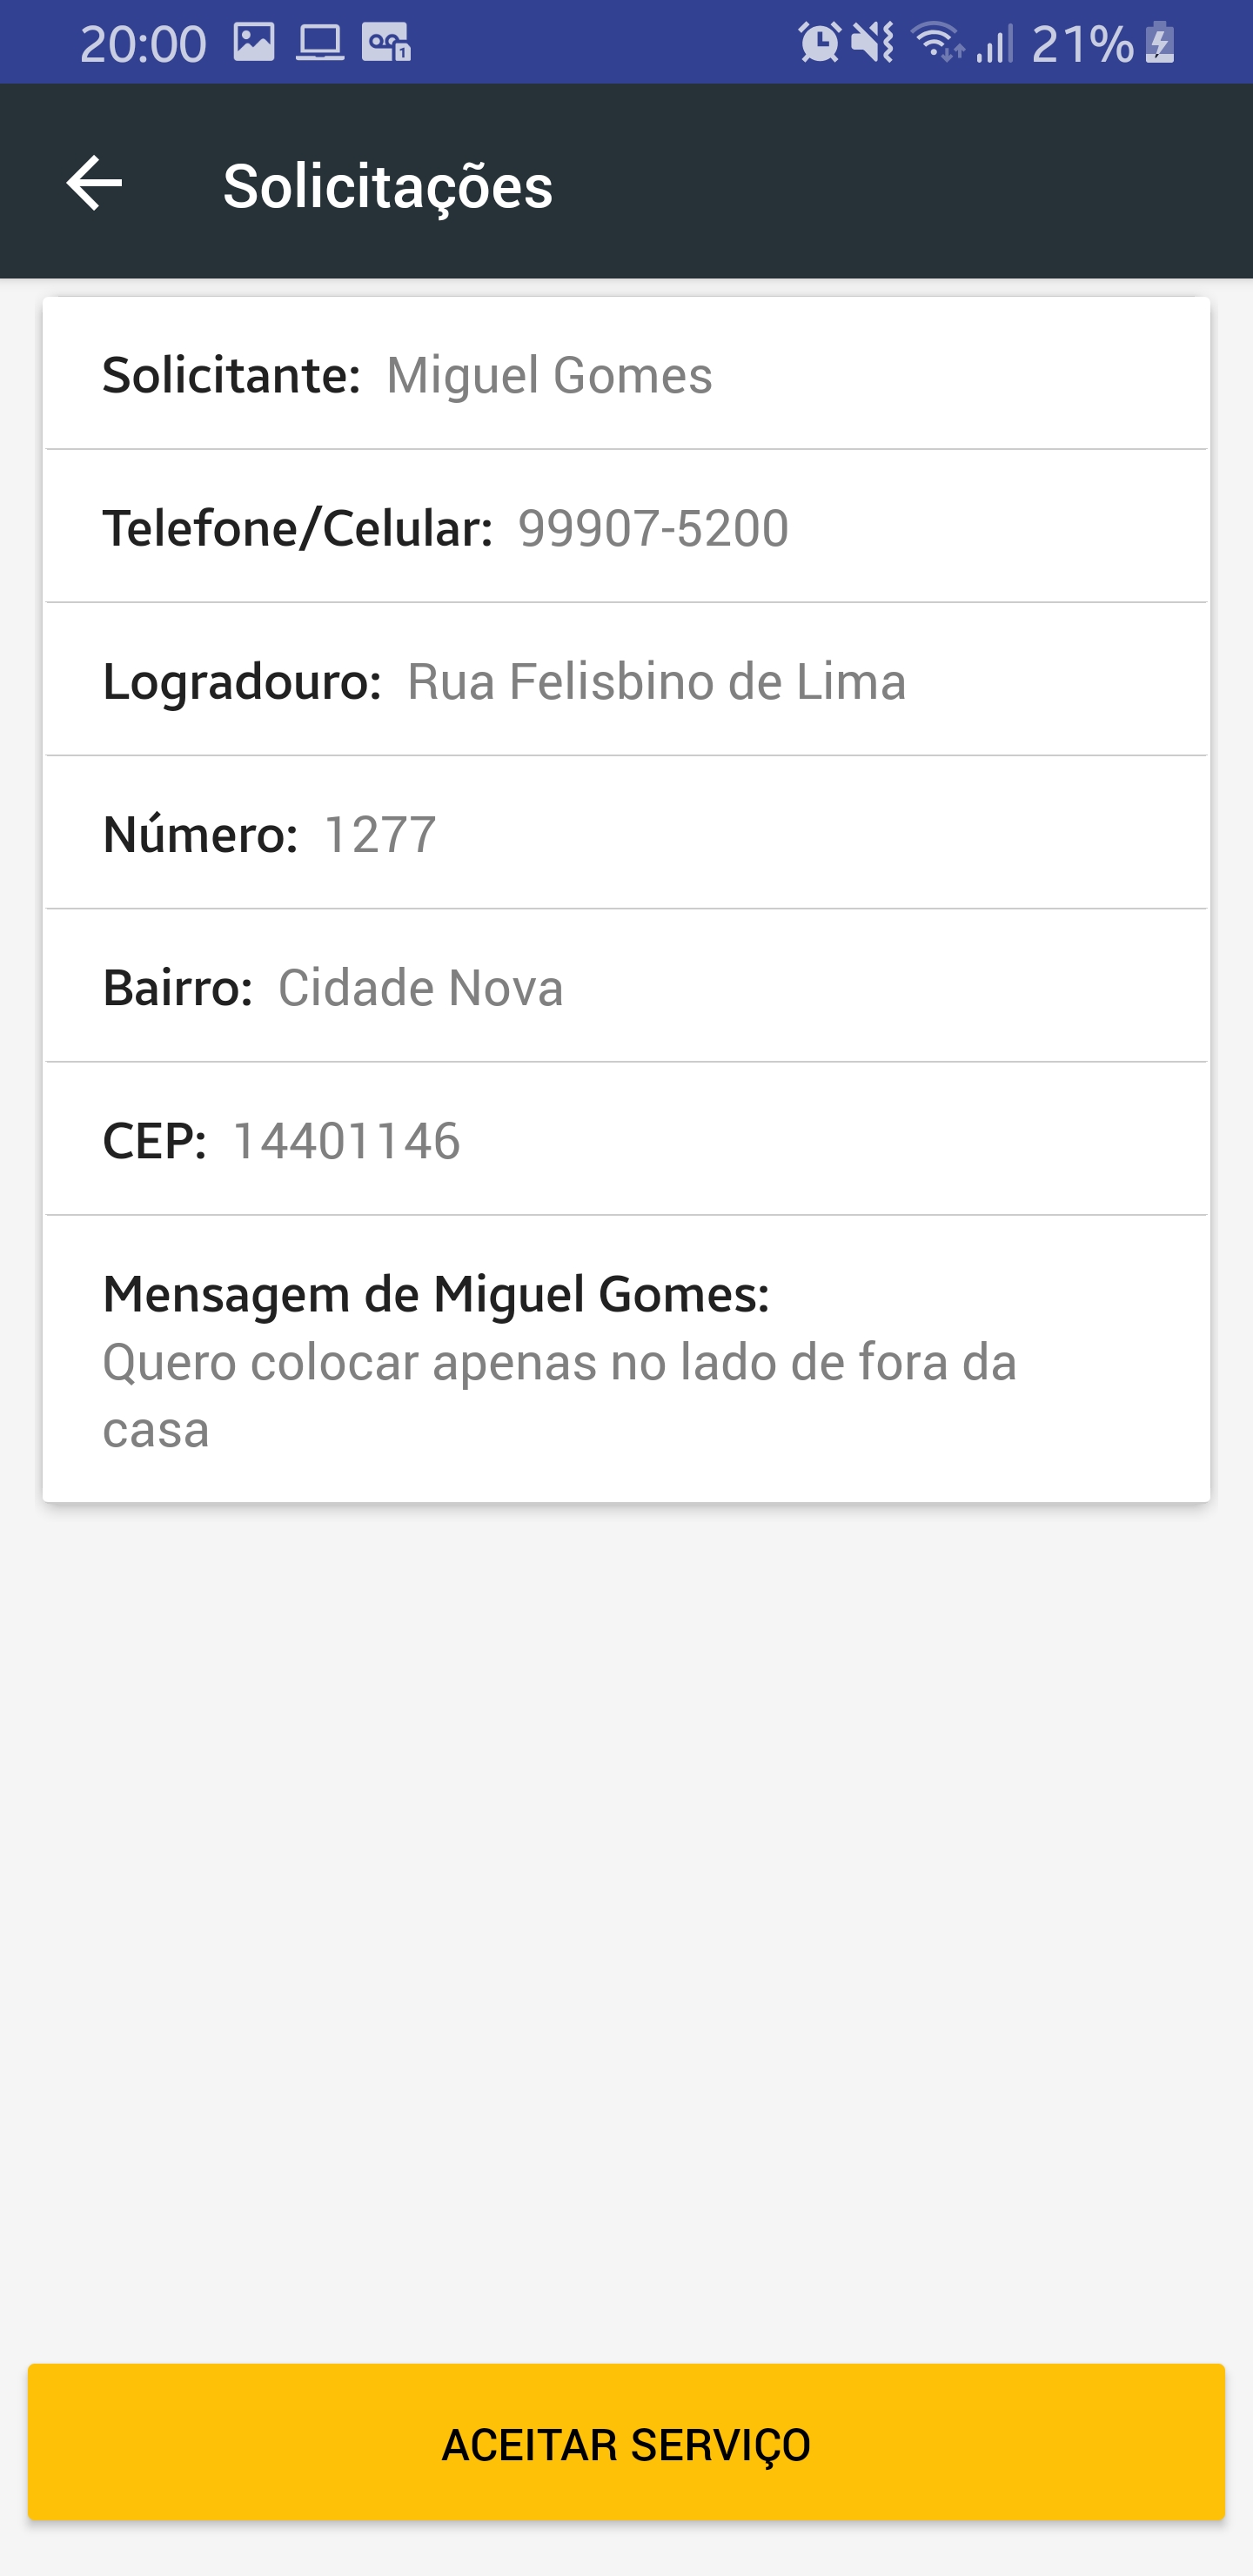 20:00
21%
Solicitações
Solicitante: Miguel Gomes
Telefone/Celular: 99907-5200
Logradouro: Rua Felisbino de Lima
Número: 1277
Bairro: Cidade Nova
CEP: 14401146
Mensagem de Miguel Gomes:
Quero colocar apenas no lado de fora da
casa
ACEITAR SERVIÇO